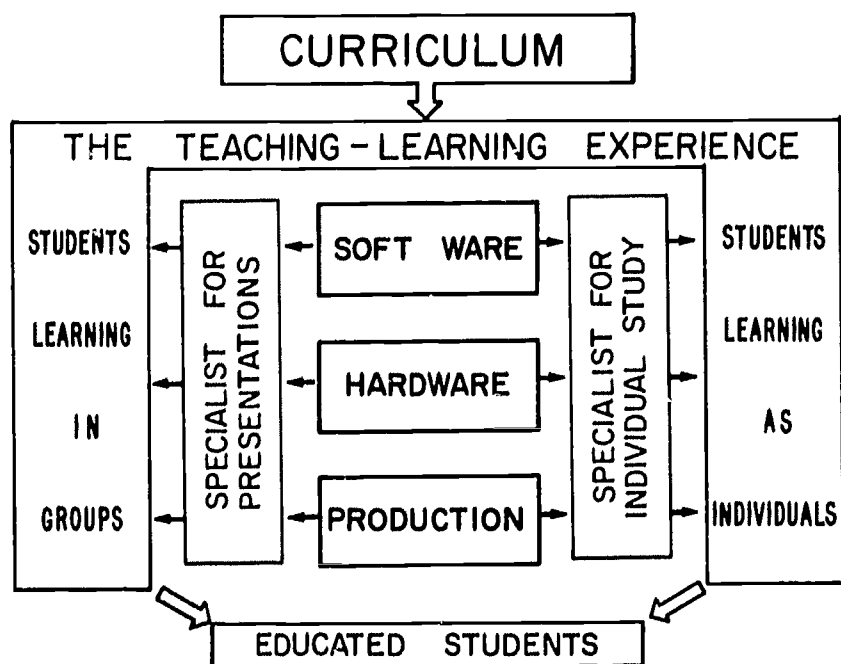 CURRICULUM
THE TEACHING-LEARNING EXPERIENCE
STUDENTS
LEARNING
IN
GROUPS
SPECIALIST FOR
PRESENTATIONS
SOFT WARE
HARDWARE
PRODUCTION
SPECIALIST FOR
INDIVIDUAL STUDY
STUDENTS
LEARNING
AS
INDIVIDUALS
EDUCATED STUDENTS